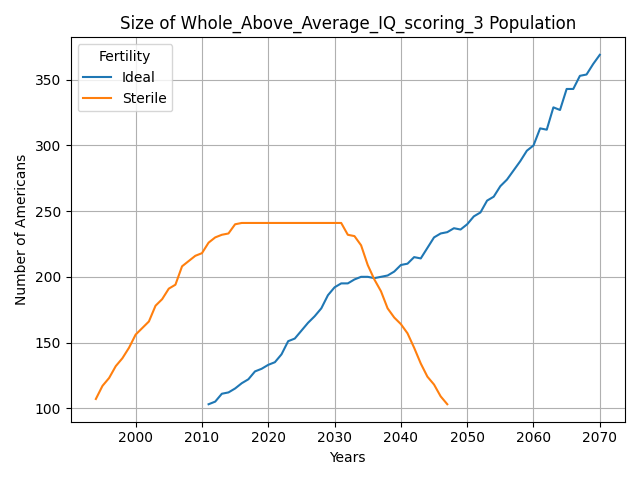 Size of Whole_Above_Average_IQ_scoring_3 Population
Fertility
Ideal
Sterile
Number of Americans
350
300
250
200
150
100
2000 2010 2020 2030 2040 2050 2060 2070
Years